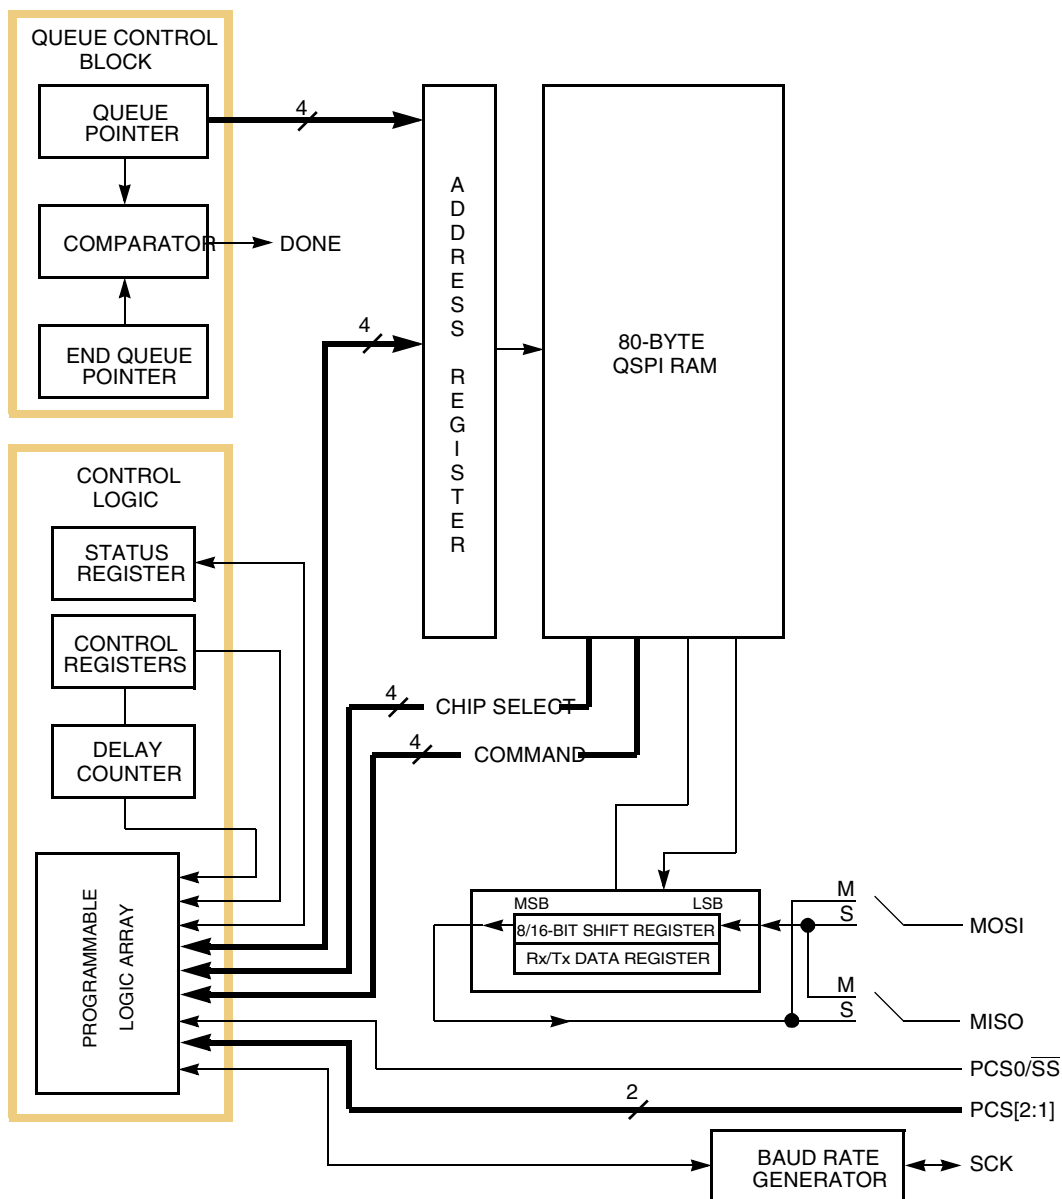 QUEUE CONTROL
BLOCK
QUEUE
POINTER
4
COMPARATOR
DONE
END QUEUE
POINTER
4
ADDRESS REGISTER
80-BYTE
QSPI RAM
CONTROL
LOGIC
STATUS
REGISTER
CONTROL
REGISTERS
DELAY
COUNTER
4
CHIP SELECT
4
COMMAND
PROGRAMMABLE
LOGIC ARRAY
MSB
LSB
8/16-BIT SHIFT REGISTER
Rx/Tx DATA REGISTER
M
S
MOSI
M
S
MISO
PCS0/S̅S̅
2
PCS[2:1]
BAUD RATE
GENERATOR
SCK